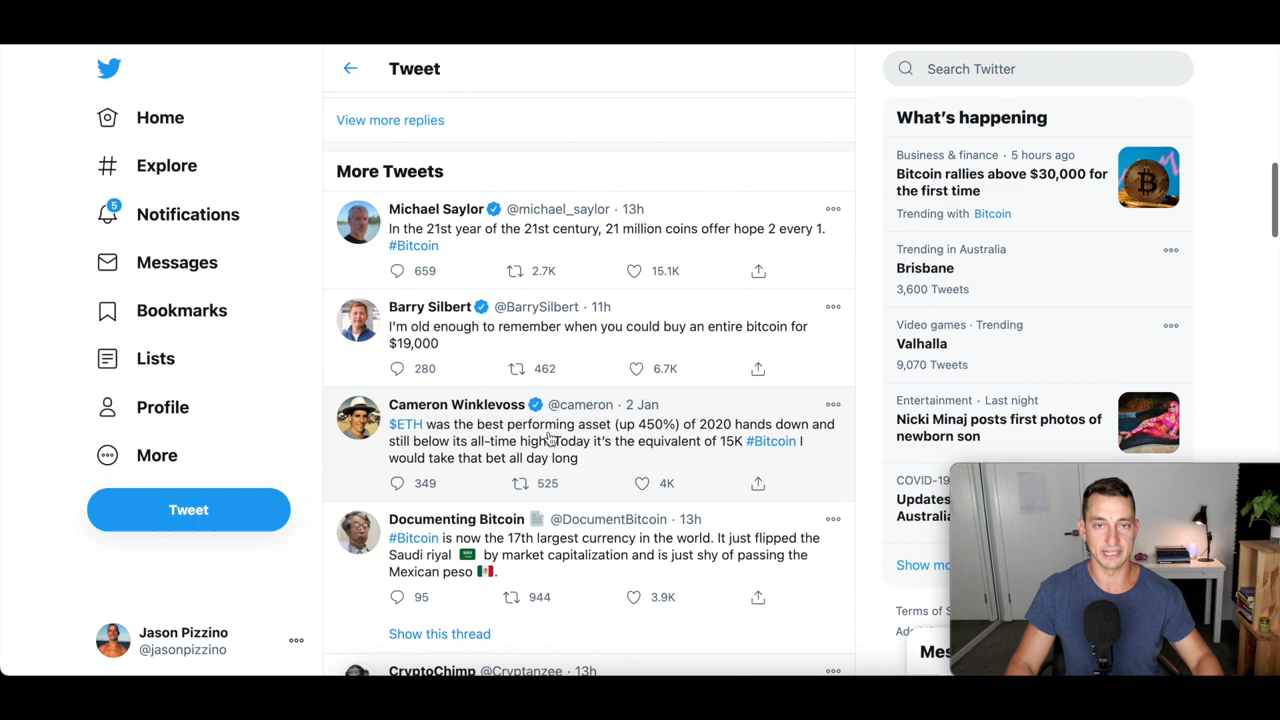 Home
Explore
5
Notifications
Messages
Bookmarks
Lists
Profile
More
Tweet
Jason Pizzino
@jasonpizzino
Tweet
View more replies
More Tweets
Michael Saylor @michael_saylor · 13h
In the 21st year of the 21st century, 21 million coins offer hope 2 every 1.
#Bitcoin
659 2.7K 15.1K
Barry Silbert @BarrySilbert · 11h
I'm old enough to remember when you could buy an entire bitcoin for
$19,000
280 462 6.7K
Cameron Winklevoss @cameron · 2 Jan
$ETH was the best performing asset (up 450%) of 2020 hands down and
still below its all-time high. Today it's the equivalent of 15K #Bitcoin I
would take that bet all day long
349 525 4K
Documenting Bitcoin @DocumentBitcoin · 13h
#Bitcoin is now the 17th largest currency in the world. It just flipped the
Saudi riyal by market capitalization and is just shy of passing the
Mexican peso.
95 944 3.9K
Show this thread
CryptoChimp @Cryptanzee · 13h
Search Twitter
What's happening
Business & finance · 5 hours ago
Bitcoin rallies above $30,000 for
the first time
Trending with Bitcoin
Trending in Australia
Brisbane
3,600 Tweets
Video games · Trending
Valhalla
9,070 Tweets
Entertainment · Last night
Nicki Minaj posts first photos of
newborn son
COVID-19
Updates
Australia
Show mo
Terms of S
Mes